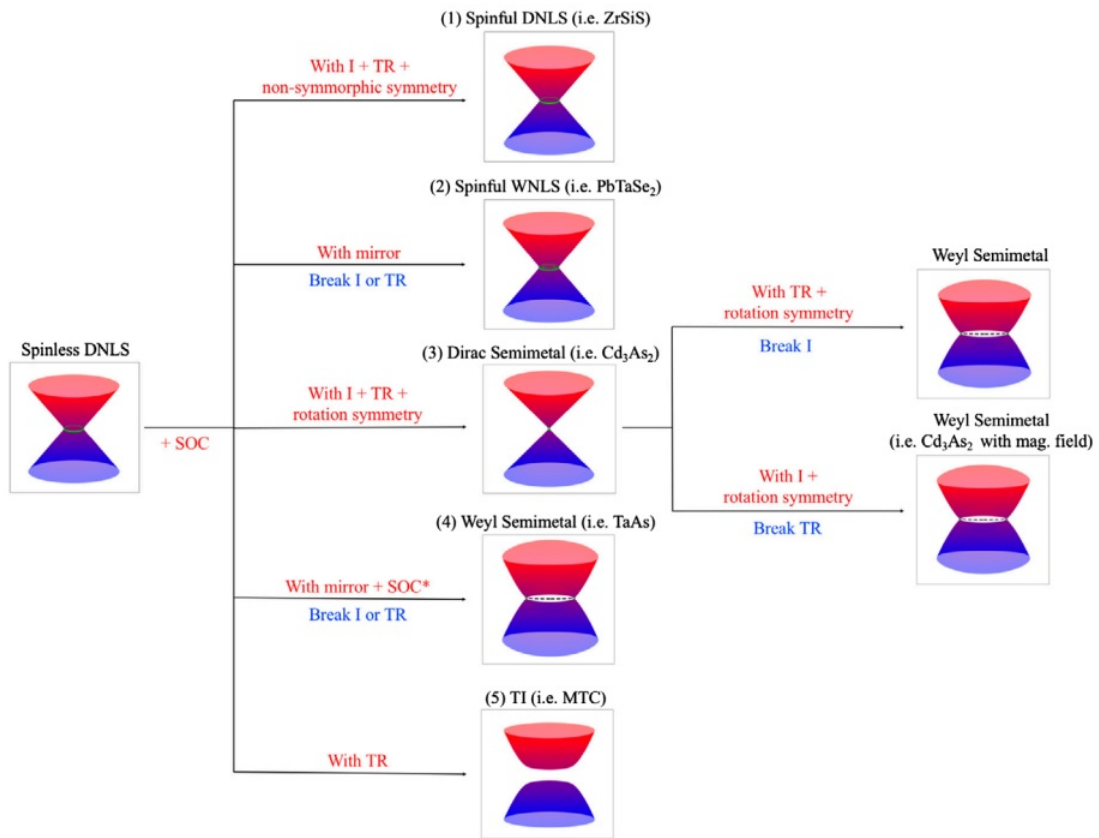 (1) Spinful DNLS (i.e. ZrSiS)
With I + TR +
non-symmorphic symmetry
(2) Spinful WNLS (i.e. PbTaSe₂)
With mirror
Break I or TR
Spinless DNLS
+ SOC
(3) Dirac Semimetal (i.e. Cd₃As₂)
With I + TR +
rotation symmetry
Weyl Semimetal
With TR +
rotation symmetry
Break I
Weyl Semimetal
(i.e. Cd₃As₂ with mag. field)
With I +
rotation symmetry
Break TR
(4) Weyl Semimetal (i.e. TaAs)
With mirror + SOC*
Break I or TR
(5) TI (i.e. MTC)
With TR